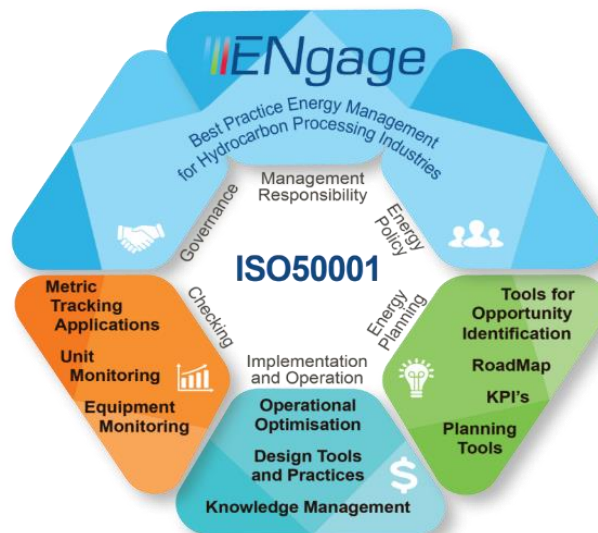 ENgage
Best Practice Energy Management
for Hydrocarbon Processing Industries
Management
Responsibility
Governance
Energy
Policy
ISO50001
Checking
Energy
Planning
Implementation
and Operation
Metric
Tracking
Applications
Unit
Monitoring
Equipment
Monitoring
Tools for
Opportunity
Identification
RoadMap
KPI's
Planning
Tools
Operational
Optimisation
Design Tools
and Practices
$
Knowledge Management